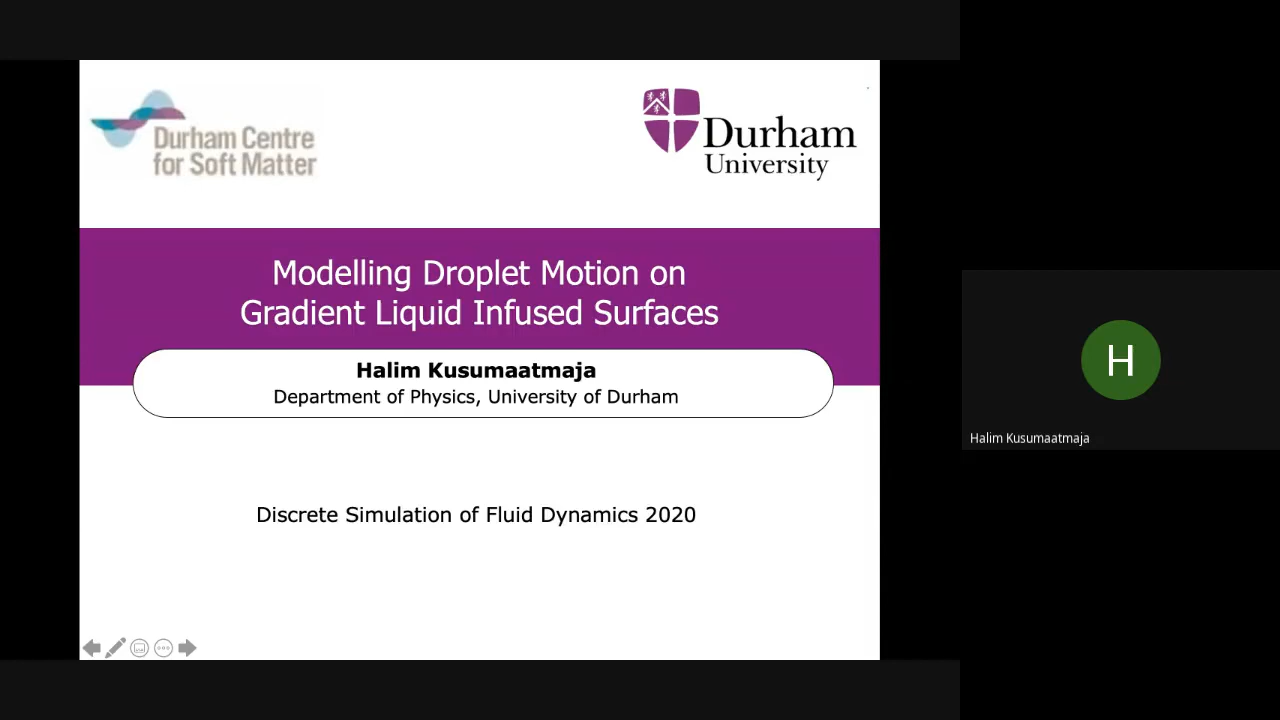 Durham Centre
for Soft Matter
Durham
University
Modelling Droplet Motion on
Gradient Liquid Infused Surfaces
Halim Kusumaatmaja
Department of Physics, University of Durham
Discrete Simulation of Fluid Dynamics 2020
H
Halim Kusumaatmaja